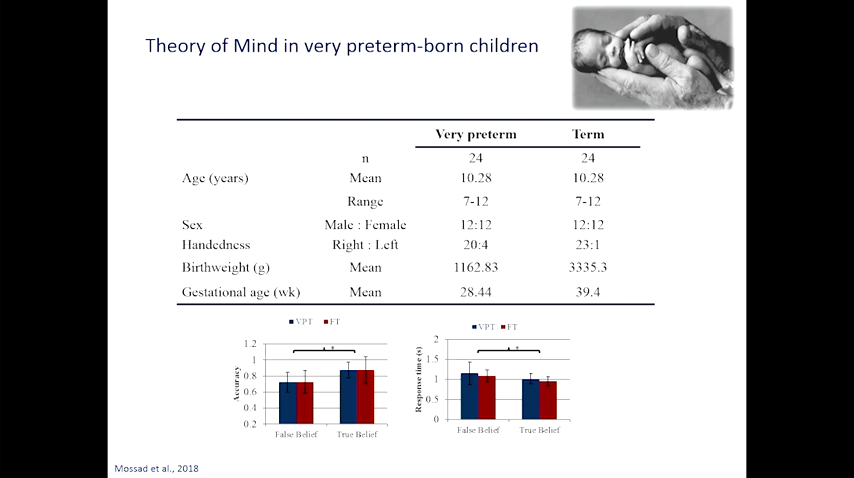 Theory of Mind in very preterm-born children
Very preterm Term
n 24 24
Age (years) Mean 10.28 10.28
Range 7-12 7-12
Sex Male : Female 12:12 12:12
Handedness Right : Left 20:4 23:1
Birthweight (g) Mean 1162.83 3335.3
Gestational age (wk) Mean 28.44 39.4
VPT FT
Accuracy
1.2
1
0.8
0.6
0.4
0.2
False Belief True Belief
VPT FT
Response time (s)
2
1.5
1
0.5
0
False Belief True Belief
Mossad et al., 2018